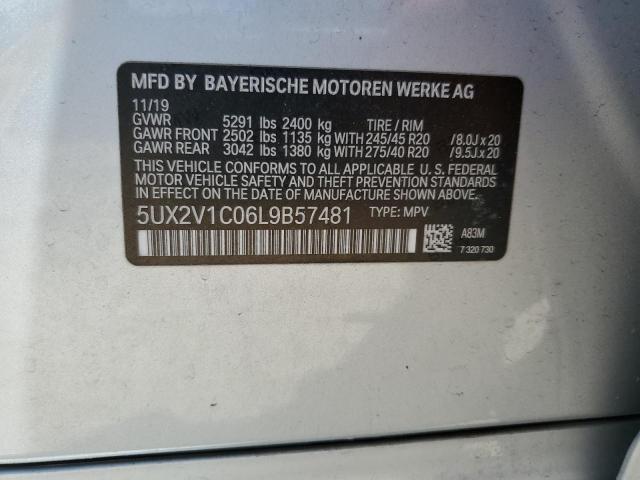 MFD BY BAYERISCHE MOTOREN WERKE AG
11/19
GVWR 5291 lbs 2400 kg TIRE / RIM
GAWR FRONT 2502 lbs 1135 kg WITH 245/45 R20 /8.0J x 20
GAWR REAR 3042 lbs 1380 kg WITH 275/40 R20 /9.5J x 20
THIS VEHICLE CONFORMS TO ALL APPLICABLE U. S. FEDERAL
MOTOR VEHICLE SAFETY, BUMPER, AND THEFT PREVENTION STANDARDS
IN EFFECT ON THE DATE OF MANUFACTURE SHOWN ABOVE.
5UX2V1C06L9B57481 TYPE: MPV
A83M
7 320 730